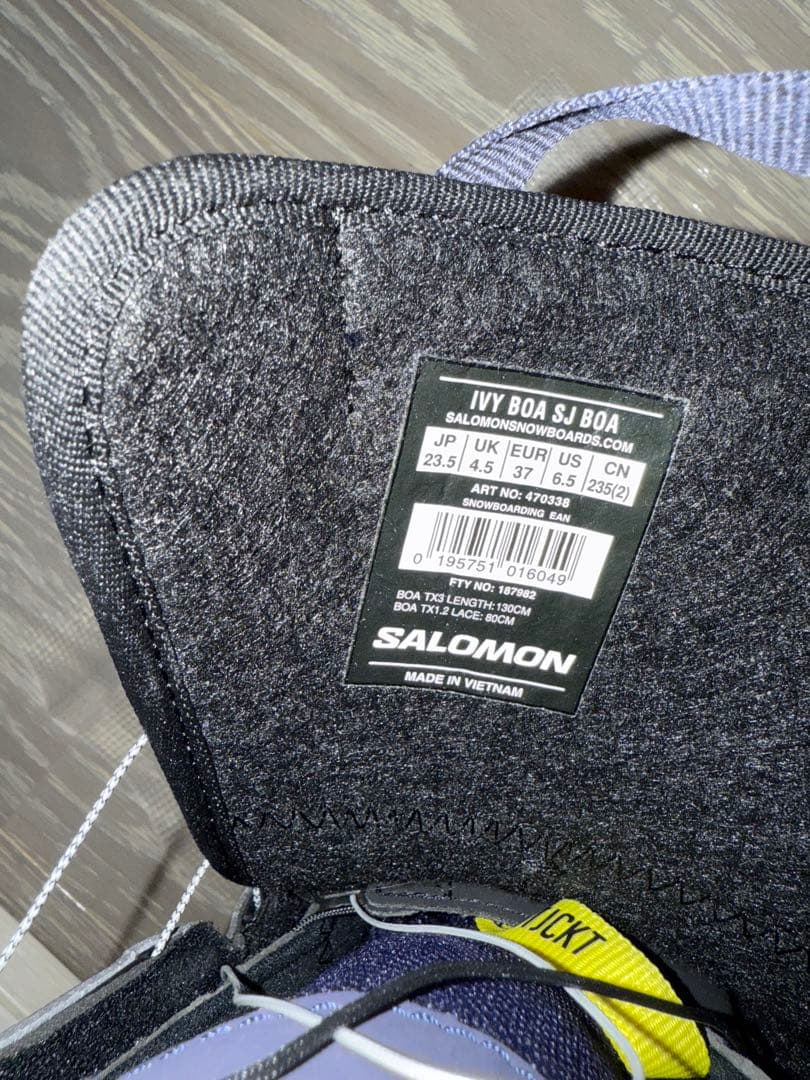 IVY BOA SJ BOA
SALOMONSNOWBOARDS.COM
JP UK EUR US CN
23.5 4.5 37 6.5 235(2)
ART NO: 470338
SNOWBOARDING EAN
0 195751 016049
FTY NO: 187982
BOA TX3 LENGTH:130CM
BOA TX1.2 LACE: 80CM
SALOMON
MADE IN VIETNAM
JCKT